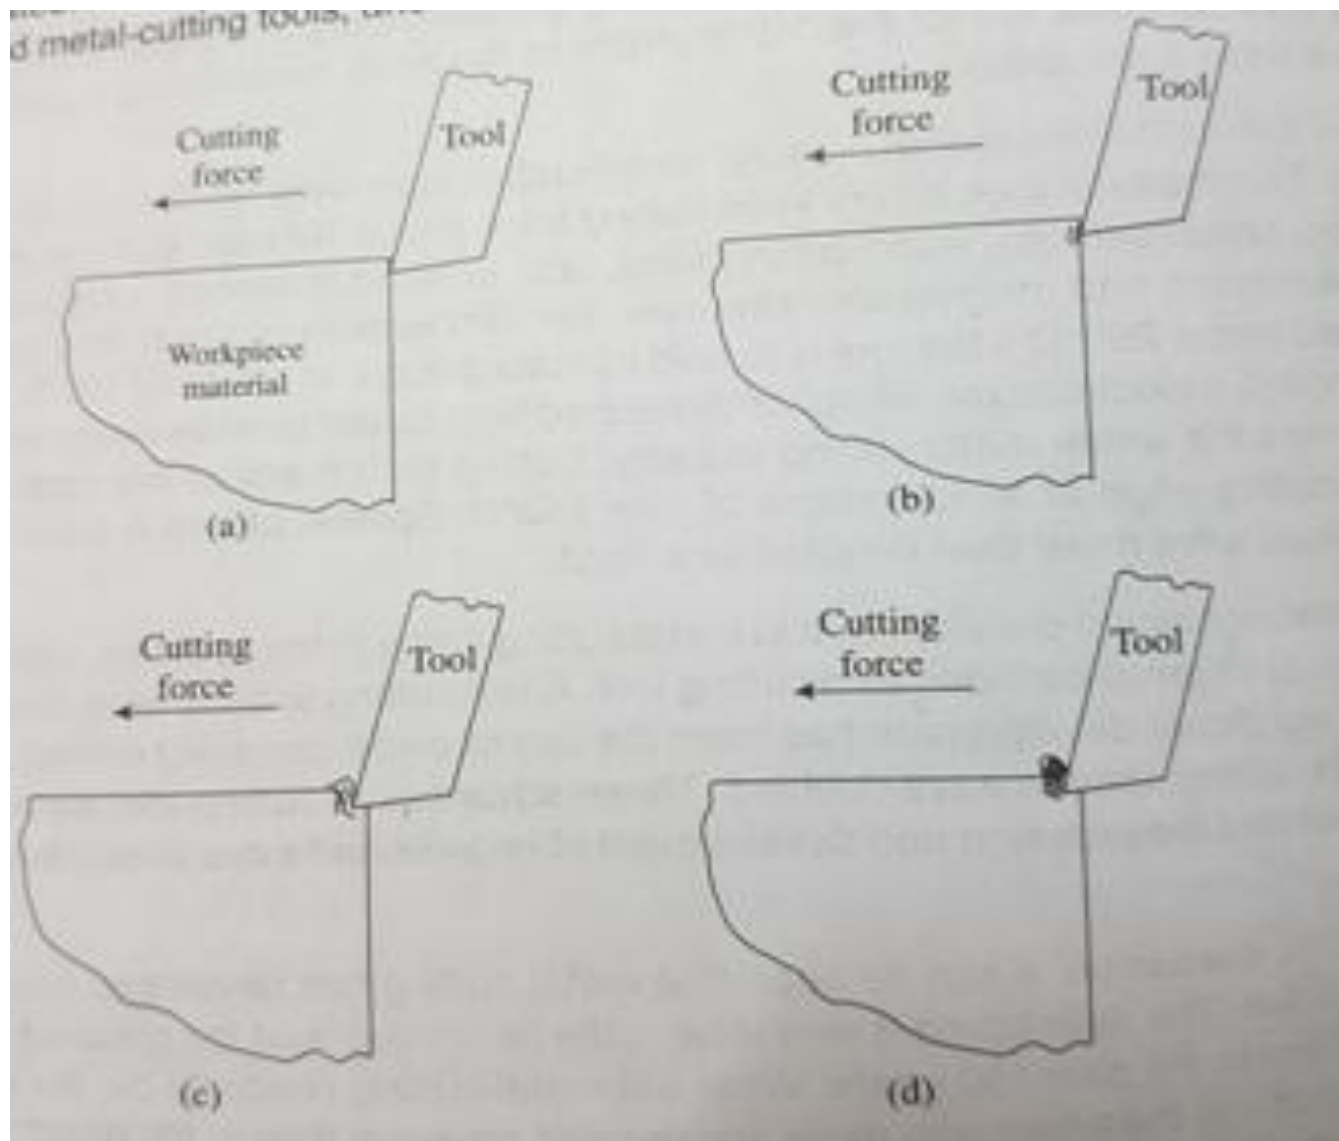 d metal-cutting tools,
Cutting
force
Tool
Workpiece
material
(a)
Cutting
force
Tool
(b)
Cutting
force
Tool
(c)
Cutting
force
Tool
(d)